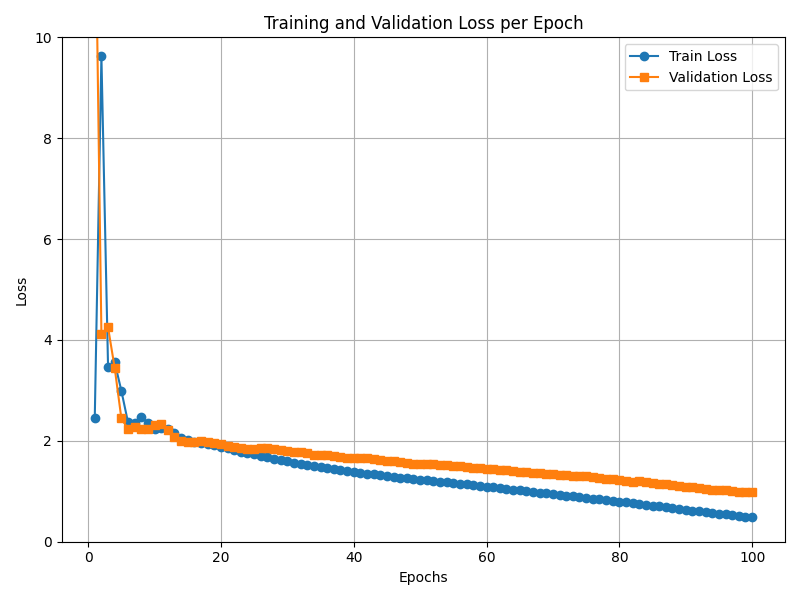 Training and Validation Loss per Epoch
10
8
6
4
2
0
Loss
Train Loss
Validation Loss
0 20 40 60 80 100
Epochs